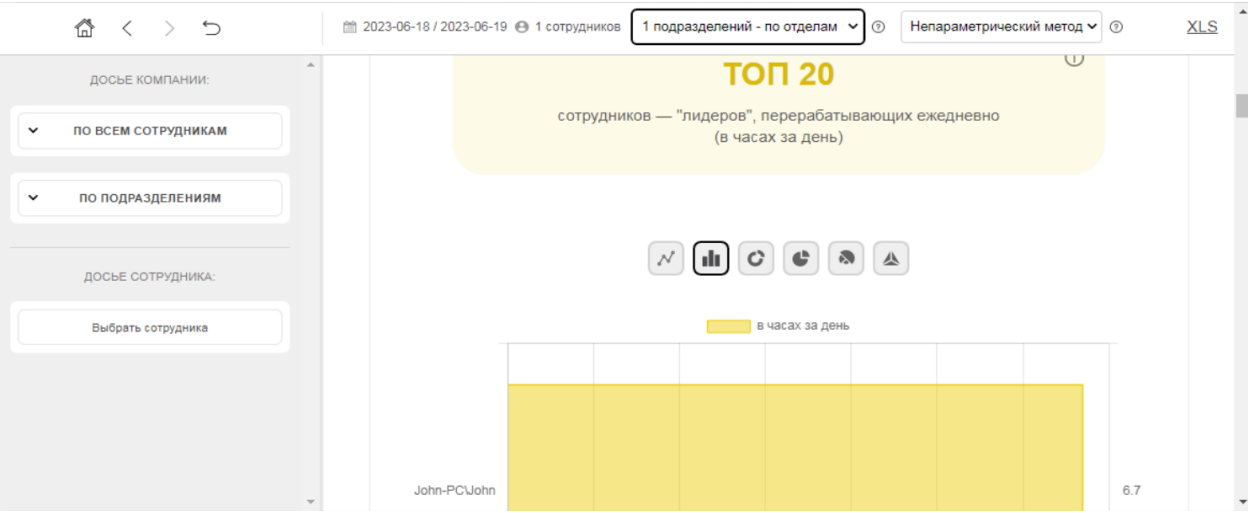 2023-06-18 / 2023-06-19 1 сотрудников 1 подразделений - по отделам Непараметрический метод XLS
ДОСЬЕ КОМПАНИИ:
ПО ВСЕМ СОТРУДНИКАМ
ПО ПОДРАЗДЕЛЕНИЯМ
ДОСЬЕ СОТРУДНИКА:
Выбрать сотрудника
ТОП 20
сотрудников — "лидеров", перерабатывающих ежедневно
(в часах за день)
в часах за день
John-PC\John
6.7